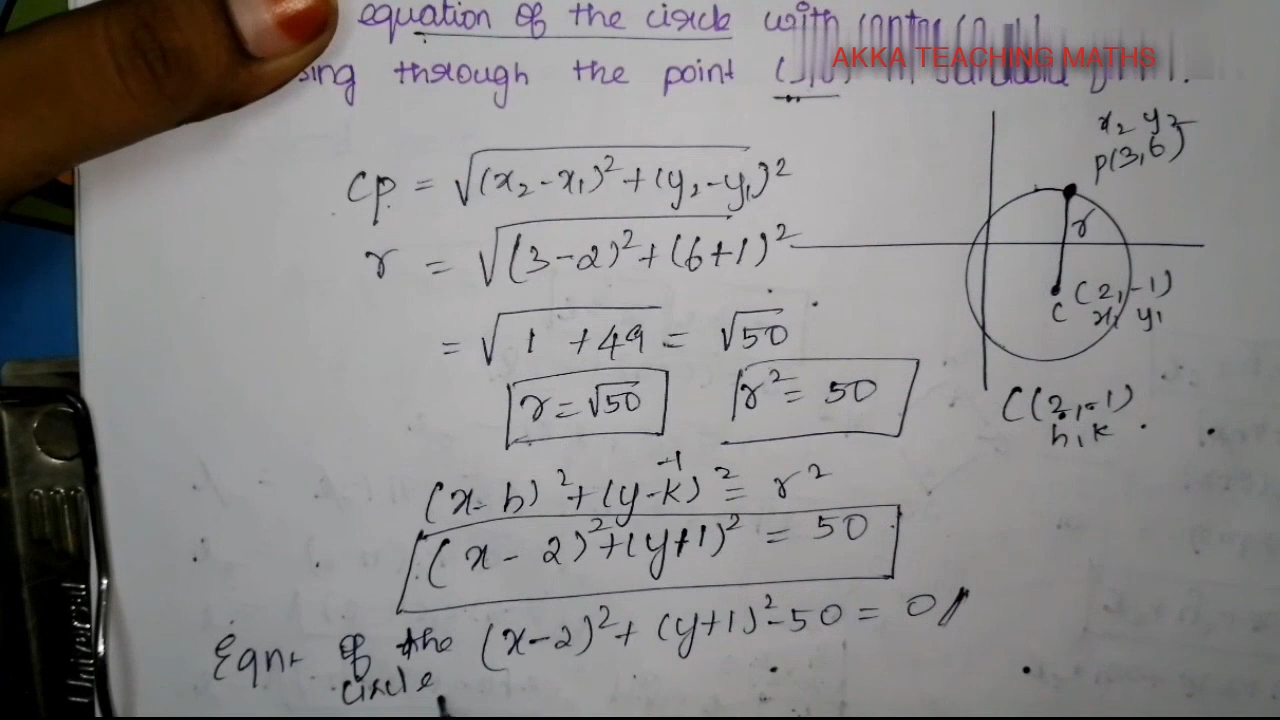 equation of the circle with centre
AKKA TEACHING MATHS
sing through the point
x₂ y₂
P(3,6)
CP = √(x₂-x₁)²+(y₂-y₁)²
r = √(3-2)²+(6+1)²
r
= √1+49 = √50
C (2,-1)
x₁ y₁
r=√50 r²=50
C(2,-1)
h,k
-1
(x-h)²+(y-k)²=r²
(x-2)²+(y+1)²=50
Eqn. of the (x-2)²+(y+1)²-50=0//
circle